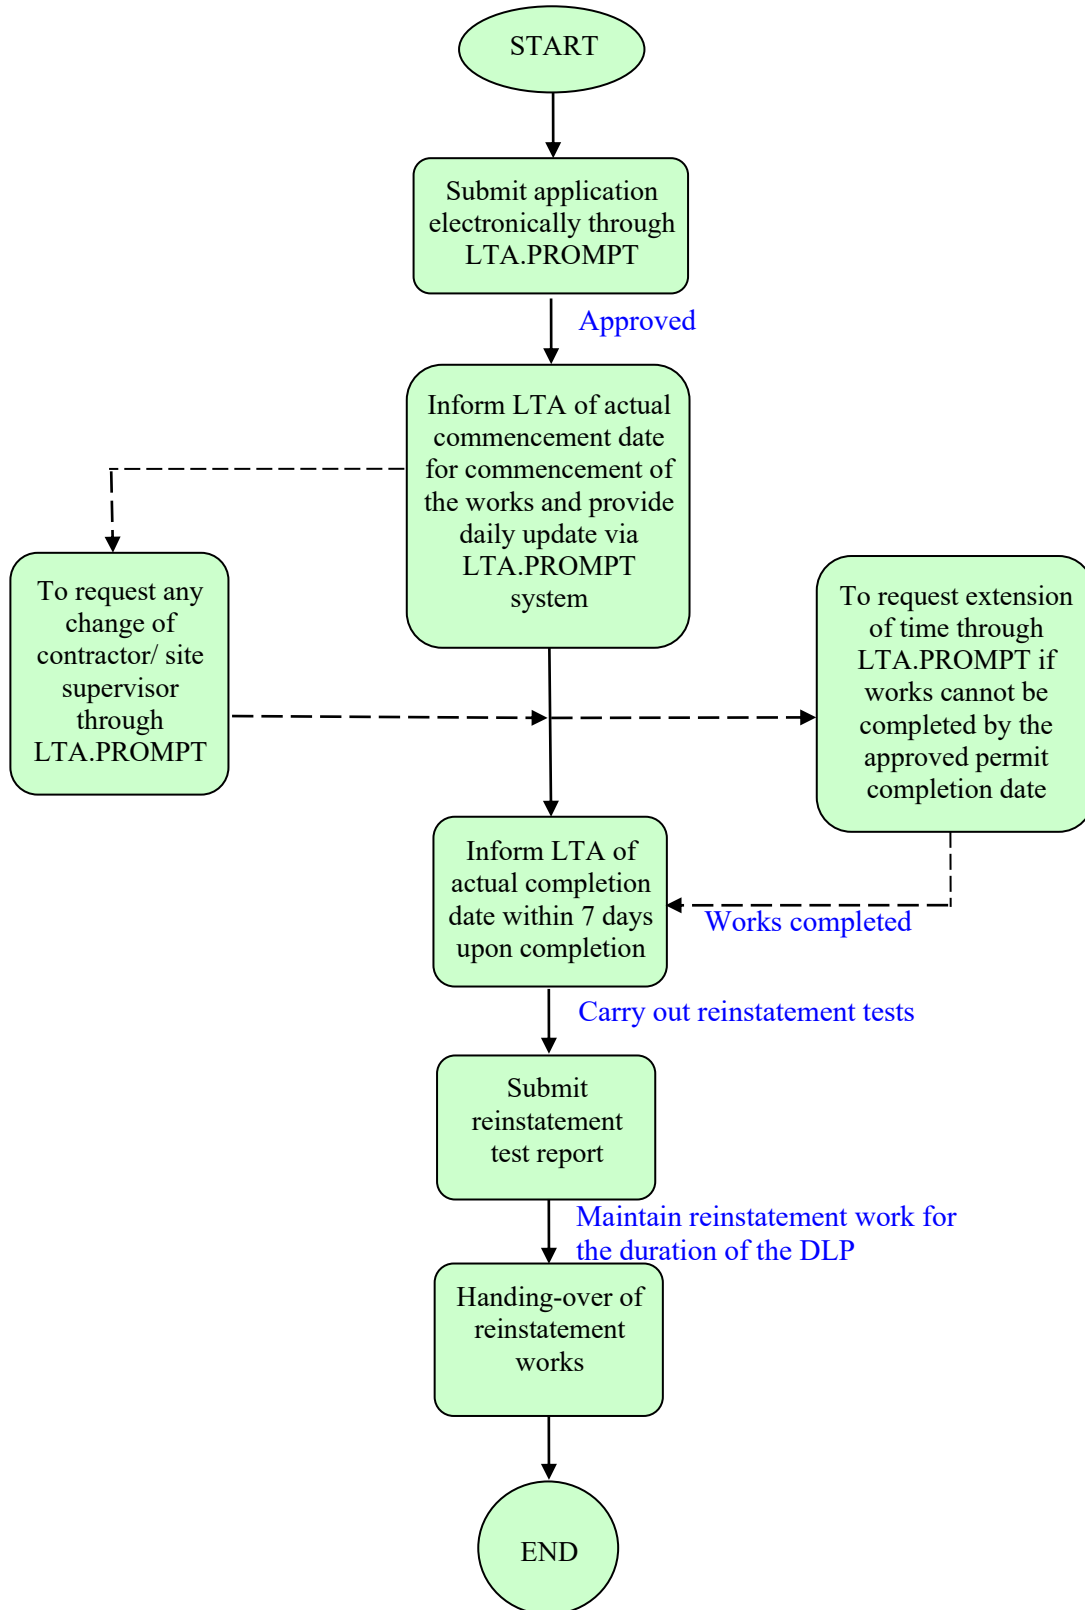 START
Submit application
electronically through
LTA.PROMPT
Approved
Inform LTA of actual
commencement date
for commencement of
the works and provide
daily update via
LTA.PROMPT
system
To request any
change of
contractor/ site
supervisor
through
LTA.PROMPT
To request extension
of time through
LTA.PROMPT if
works cannot be
completed by the
approved permit
completion date
Inform LTA of
actual completion
date within 7 days
upon completion
Works completed
Carry out reinstatement tests
Submit
reinstatement
test report
Maintain reinstatement work for
the duration of the DLP
Handing-over of
reinstatement
works
END